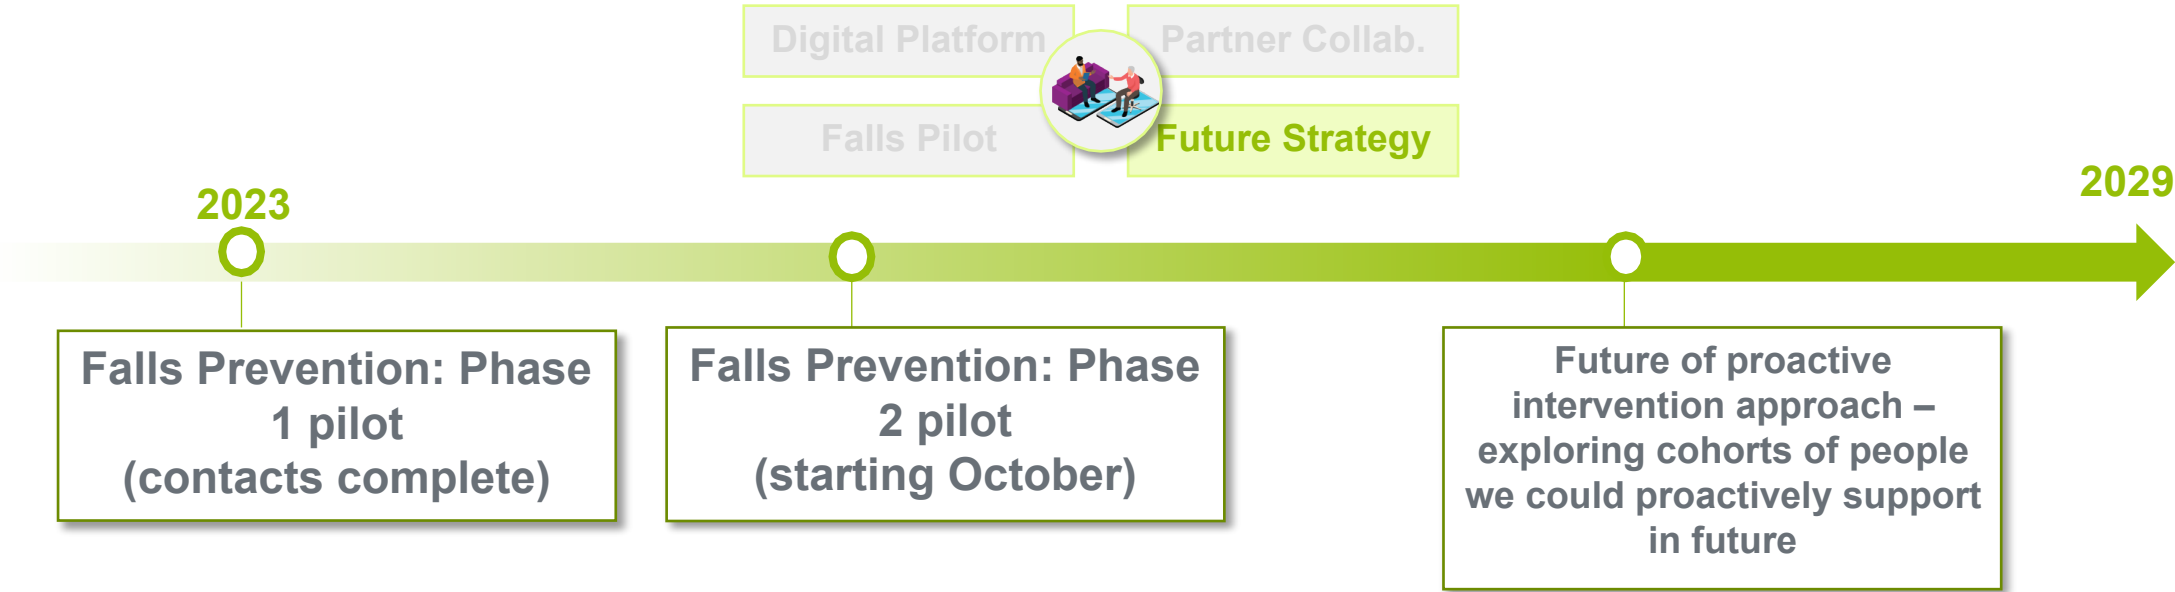 Digital Platform
Partner Collab.
Falls Pilot
Future Strategy
2023
2029
Falls Prevention: Phase
1 pilot
(contacts complete)
Falls Prevention: Phase
2 pilot
(starting October)
Future of proactive
intervention approach –
exploring cohorts of people
we could proactively support
in future